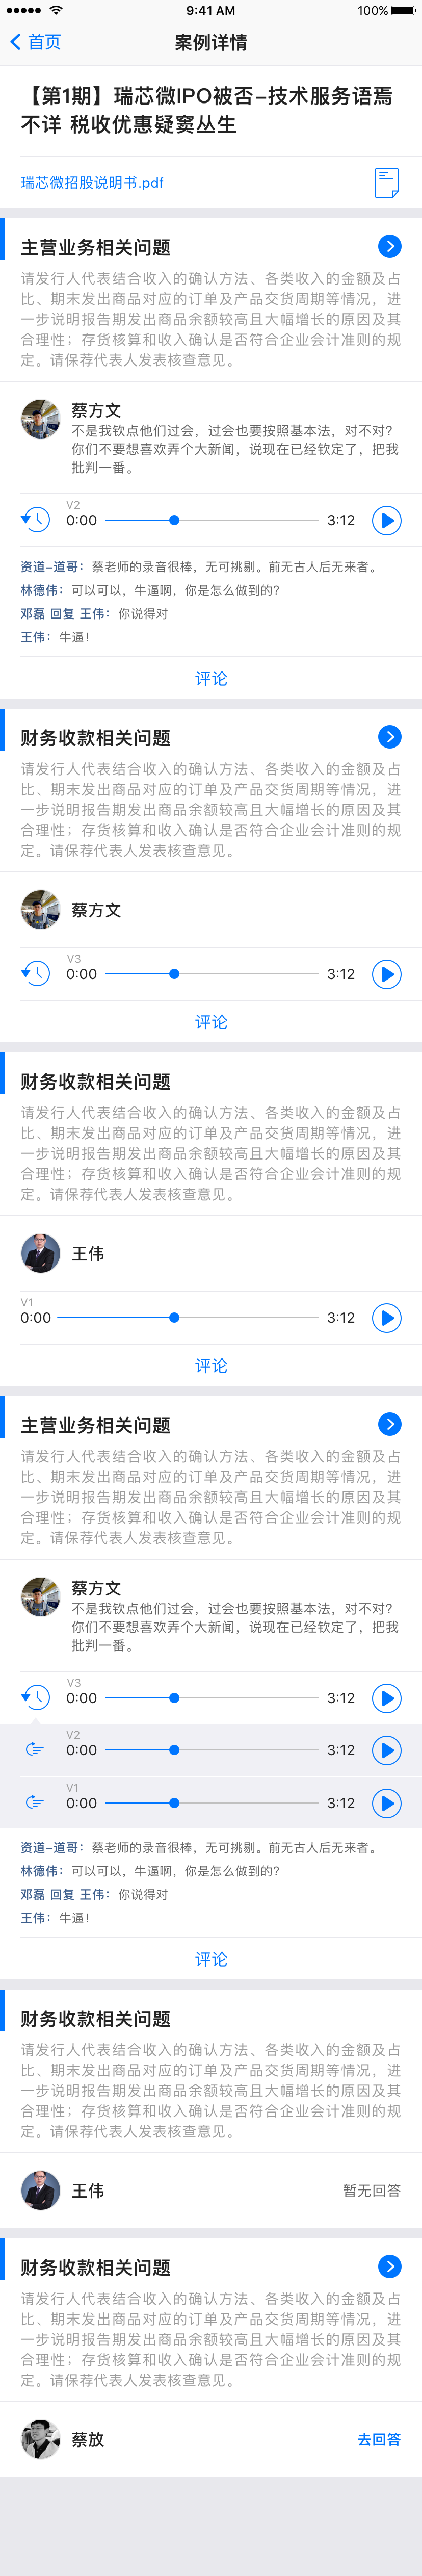 9:41 AM
100%
首页
案例详情
【第1期】瑞芯微IPO被否–技术服务语焉
不详 税收优惠疑窦丛生
瑞芯微招股说明书.pdf
主营业务相关问题
请发行人代表结合收入的确认方法、各类收入的金额及占
比、期末发出商品对应的订单及产品交货周期等情况，进
一步说明报告期发出商品余额较高且大幅增长的原因及其
合理性；存货核算和收入确认是否符合企业会计准则的规
定。请保荐代表人发表核查意见。
蔡方文
不是我钦点他们过会，过会也要按照基本法，对不对？
你们不要想喜欢弄个大新闻，说现在已经钦定了，把我
批判一番。
V2
0:00
3:12
资道–道哥：蔡老师的录音很棒，无可挑剔。前无古人后无来者。
林德伟：可以可以，牛逼啊，你是怎么做到的？
邓磊 回复 王伟：你说得对
王伟：牛逼！
评论
财务收款相关问题
请发行人代表结合收入的确认方法、各类收入的金额及占
比、期末发出商品对应的订单及产品交货周期等情况，进
一步说明报告期发出商品余额较高且大幅增长的原因及其
合理性；存货核算和收入确认是否符合企业会计准则的规
定。请保荐代表人发表核查意见。
蔡方文
V3
0:00
3:12
评论
财务收款相关问题
请发行人代表结合收入的确认方法、各类收入的金额及占
比、期末发出商品对应的订单及产品交货周期等情况，进
一步说明报告期发出商品余额较高且大幅增长的原因及其
合理性；存货核算和收入确认是否符合企业会计准则的规
定。请保荐代表人发表核查意见。
王伟
V1
0:00
3:12
评论
主营业务相关问题
请发行人代表结合收入的确认方法、各类收入的金额及占
比、期末发出商品对应的订单及产品交货周期等情况，进
一步说明报告期发出商品余额较高且大幅增长的原因及其
合理性；存货核算和收入确认是否符合企业会计准则的规
定。请保荐代表人发表核查意见。
蔡方文
不是我钦点他们过会，过会也要按照基本法，对不对？
你们不要想喜欢弄个大新闻，说现在已经钦定了，把我
批判一番。
V3
0:00
3:12
V2
0:00
3:12
V1
0:00
3:12
资道–道哥：蔡老师的录音很棒，无可挑剔。前无古人后无来者。
林德伟：可以可以，牛逼啊，你是怎么做到的？
邓磊 回复 王伟：你说得对
王伟：牛逼！
评论
财务收款相关问题
请发行人代表结合收入的确认方法、各类收入的金额及占
比、期末发出商品对应的订单及产品交货周期等情况，进
一步说明报告期发出商品余额较高且大幅增长的原因及其
合理性；存货核算和收入确认是否符合企业会计准则的规
定。请保荐代表人发表核查意见。
王伟
暂无回答
财务收款相关问题
请发行人代表结合收入的确认方法、各类收入的金额及占
比、期末发出商品对应的订单及产品交货周期等情况，进
一步说明报告期发出商品余额较高且大幅增长的原因及其
合理性；存货核算和收入确认是否符合企业会计准则的规
定。请保荐代表人发表核查意见。
蔡放
去回答